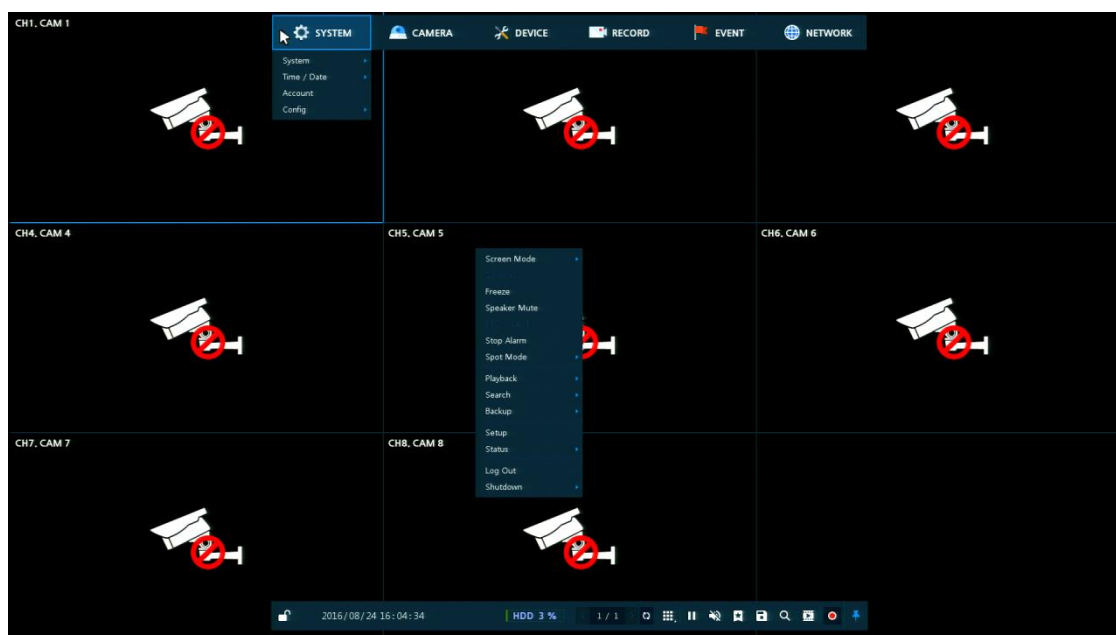 CH1, CAM 1
SYSTEM CAMERA DEVICE RECORD EVENT NETWORK
System
Time / Date
Account
Config
CH4, CAM 4 CH5, CAM 5 CH6, CAM 6
Screen Mode
Freeze
Speaker Mute
Stop Alarm
Spot Mode
Playback
Search
Backup
Setup
Status
Log Out
Shutdown
CH7, CAM 7 CH8, CAM 8
2016/08/24 16:04:34 HDD 3 % 1 / 1